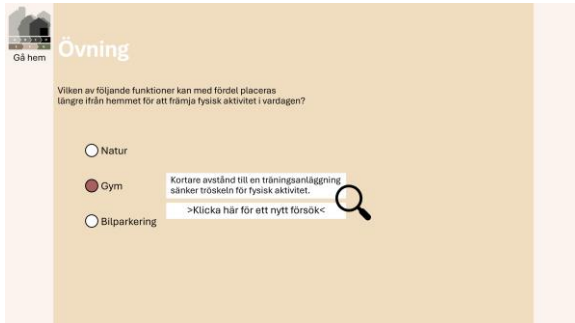 Gå hem
Övning
Vilken av följande funktioner kan med fördel placeras
längre ifrån hemmet för att främja fysisk aktivitet i vardagen?
Natur
Gym
Kortare avstånd till en träningsanläggning
sänker tröskeln för fysisk aktivitet.
>Klicka här för ett nytt försök<
Bilparkering